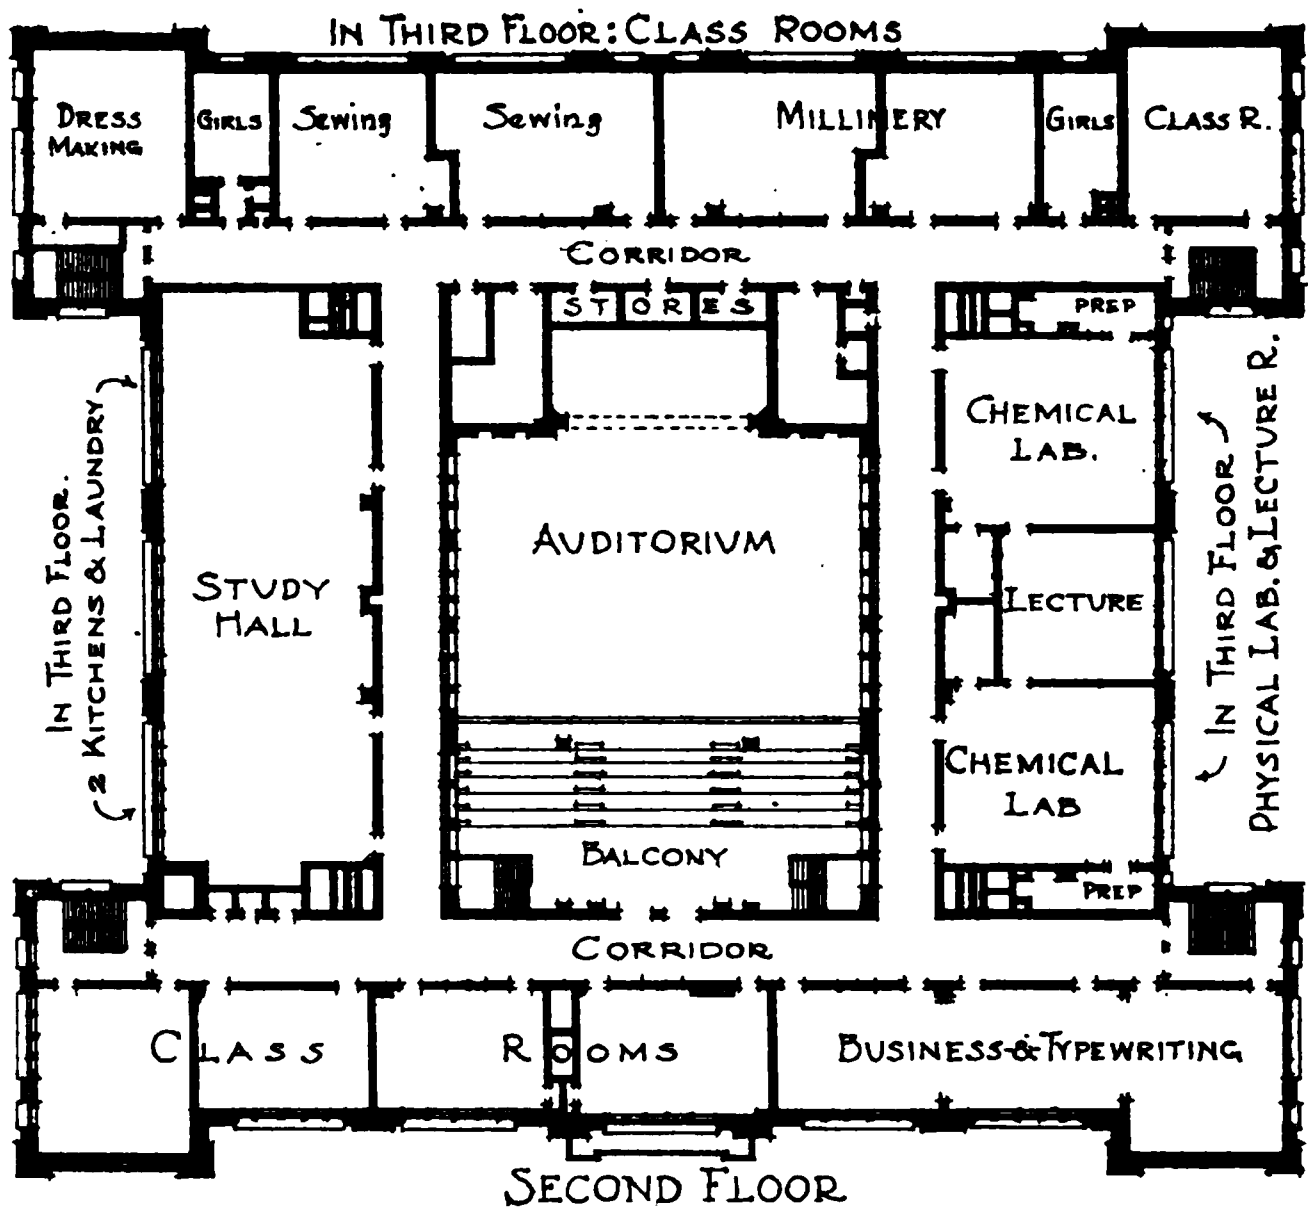 IN THIRD FLOOR: CLASS ROOMS
DRESS
MAKING
GIRLS
Sewing
Sewing
MILLINERY
GIRLS
CLASS R.
CORRIDOR
STORES
PREP
CHEMICAL
LAB.
AUDITORIUM
STUDY
HALL
LECTURE
IN THIRD FLOOR.
2 KITCHENS & LAUNDRY
IN THIRD FLOOR
PHYSICAL LAB. & LECTURE R.
CHEMICAL
LAB
BALCONY
PREP
CORRIDOR
CLASS ROOMS
BUSINESS & TYPEWRITING
SECOND FLOOR